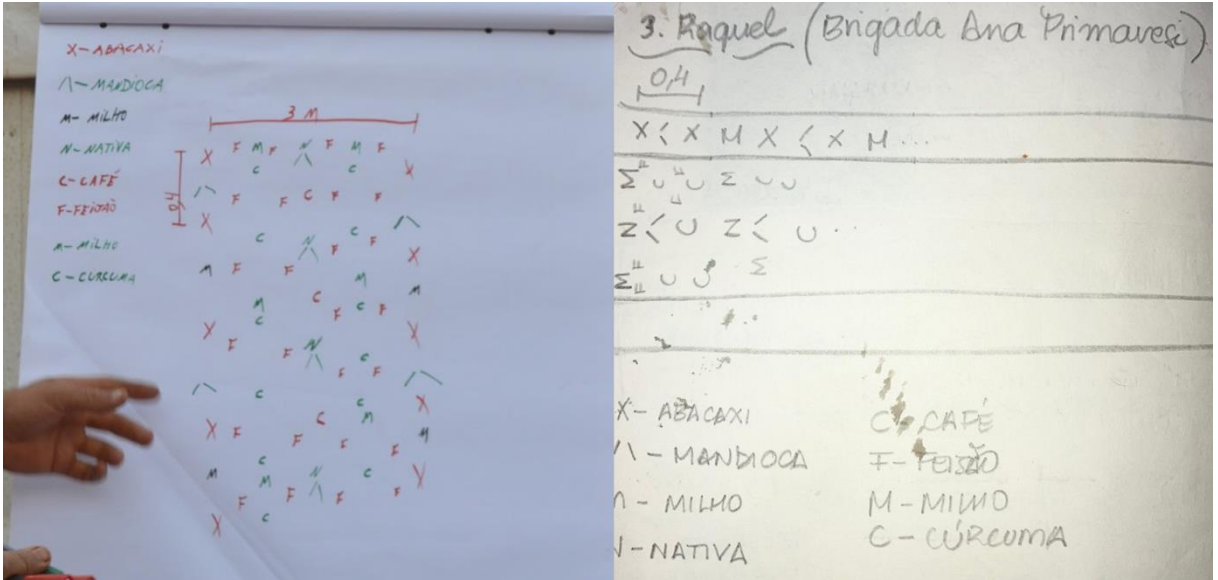 X-ABACAXI
Λ-MANDIOCA
M-MILHO
N-NATIVA
C-CAFÉ
F-FEIJÃO
M-MILHO
C-CURCUMA
3 M
X F M F N F M F
C Λ C X
0,4
Λ F F C F F
X C N C Λ
Λ F F X
M F F M
M C M
C F C F
X F F N X
Λ F F
Λ C C Λ
C M X
X F F C F F M
M C M N C X
F F Λ F F
X C
3. Raquel (Brigada Ana Primavesi)
0,4
X < X M X < X M...
M F F U U Σ U U
N F < U Z < U .
M F F U U Σ
X-ABACAXI
Λ-MANDIOCA
M-MILHO
N-NATIVA
C-CAFÉ
F-FEIJÃO
M-MILHO
C-CÚRCUMA